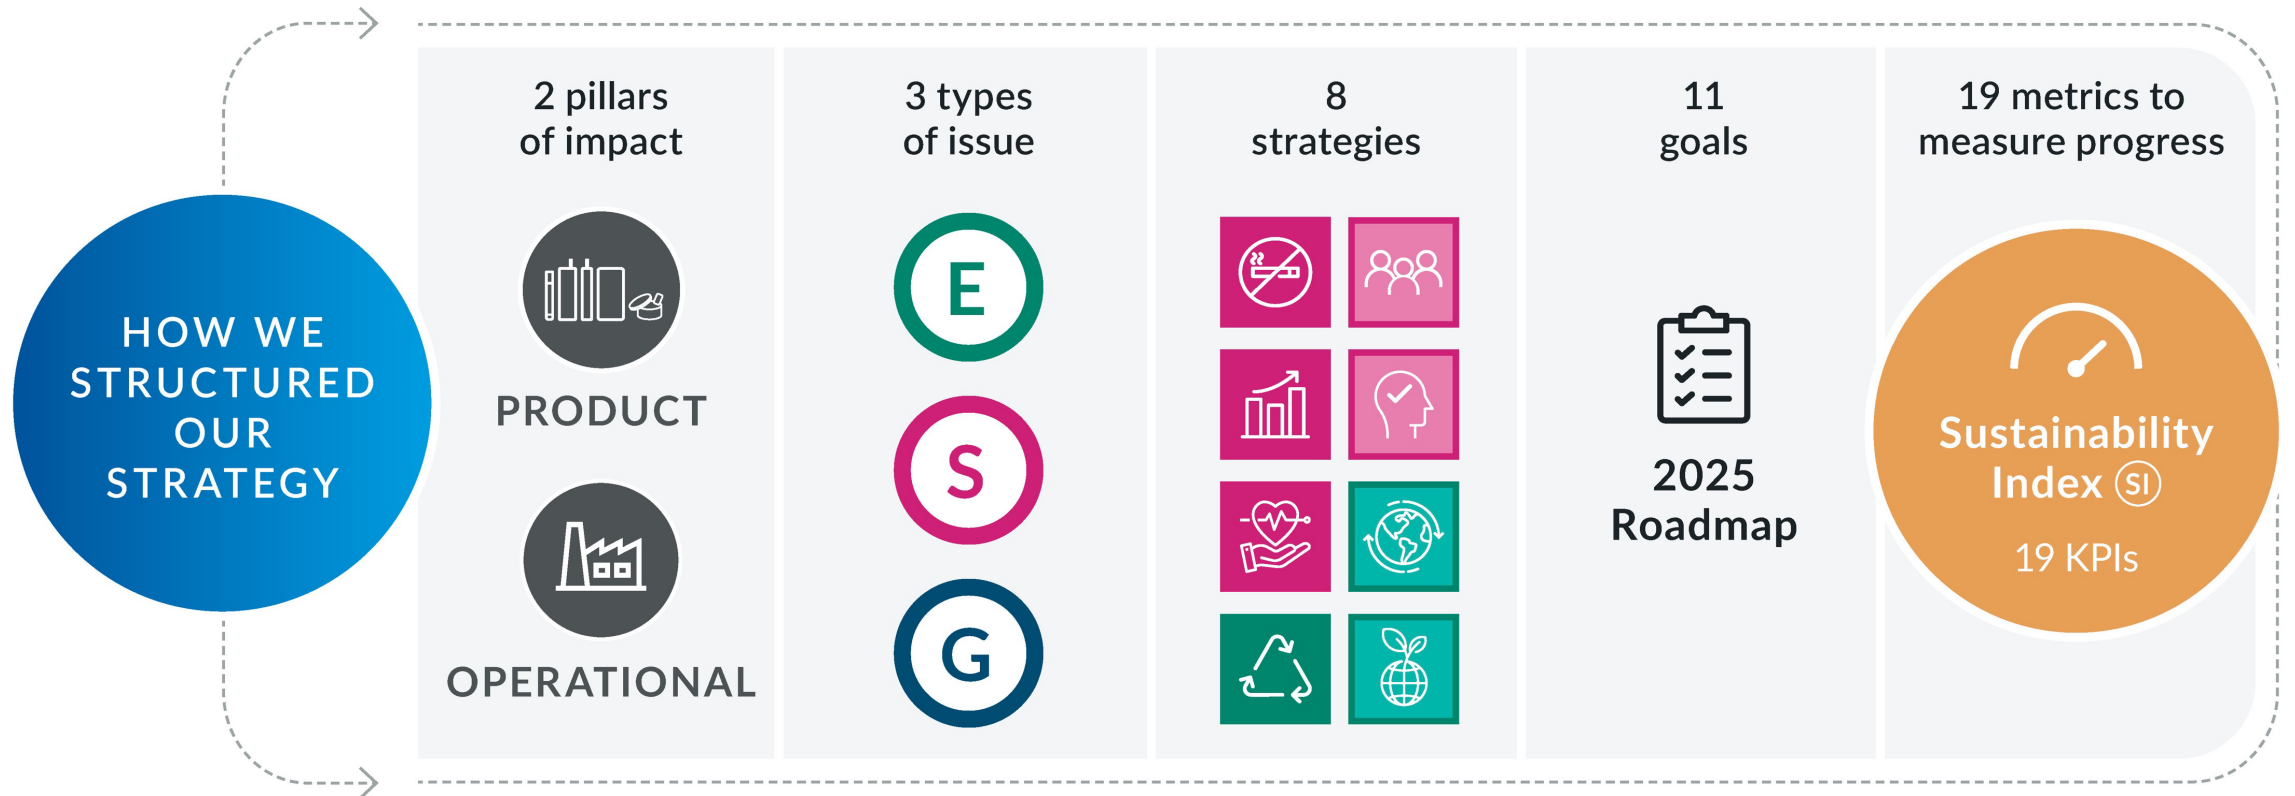 HOW WE
STRUCTURED
OUR
STRATEGY
2 pillars
of impact
PRODUCT
OPERATIONAL
3 types
of issue
E
S
G
8
strategies
11
goals
2025
Roadmap
19 metrics to
measure progress
Sustainability
Index SI
19 KPIs